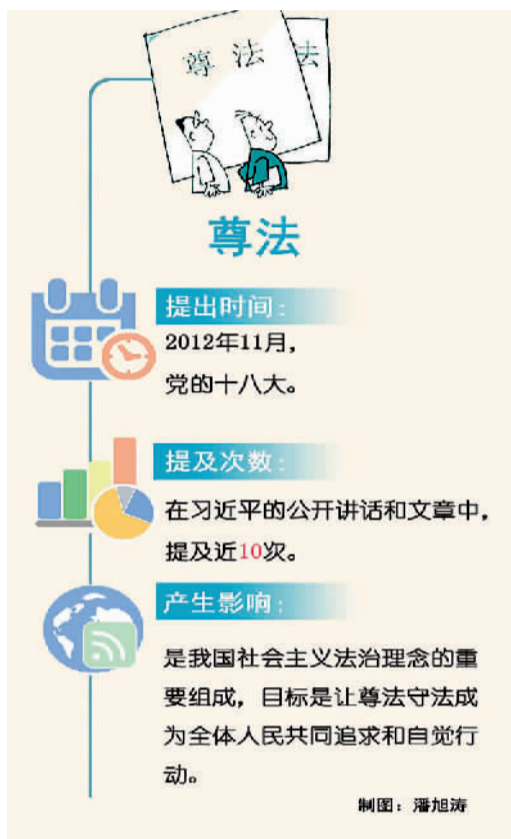 尊法 法
尊法
提出时间：
2012年11月，
党的十八大。
提及次数：
在习近平的公开讲话和文章中，
提及近10次。
产生影响：
是我国社会主义法治理念的重
要组成，目标是让尊法守法成
为全体人民共同追求和自觉行
动。
制图：潘旭涛